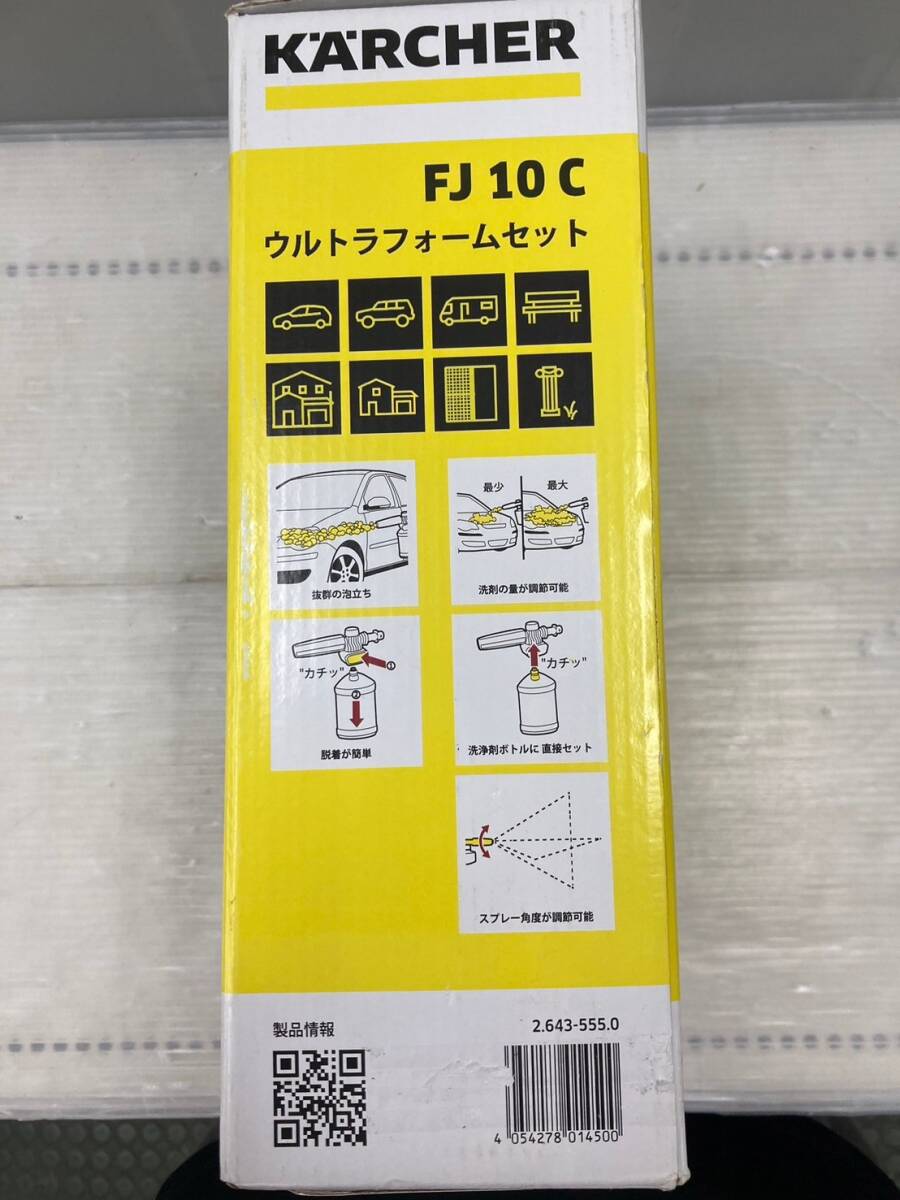 KÄRCHER
FJ 10 C
ウルトラフォームセット
最少
最大
抜群の泡立ち
洗剤の量が調節可能
"カチッ"
①
②
脱着が簡単
"カチッ"
洗浄剤ボトルに 直接セット
スプレー角度が調節可能
製品情報
2.643-555.0
4 054278 014500